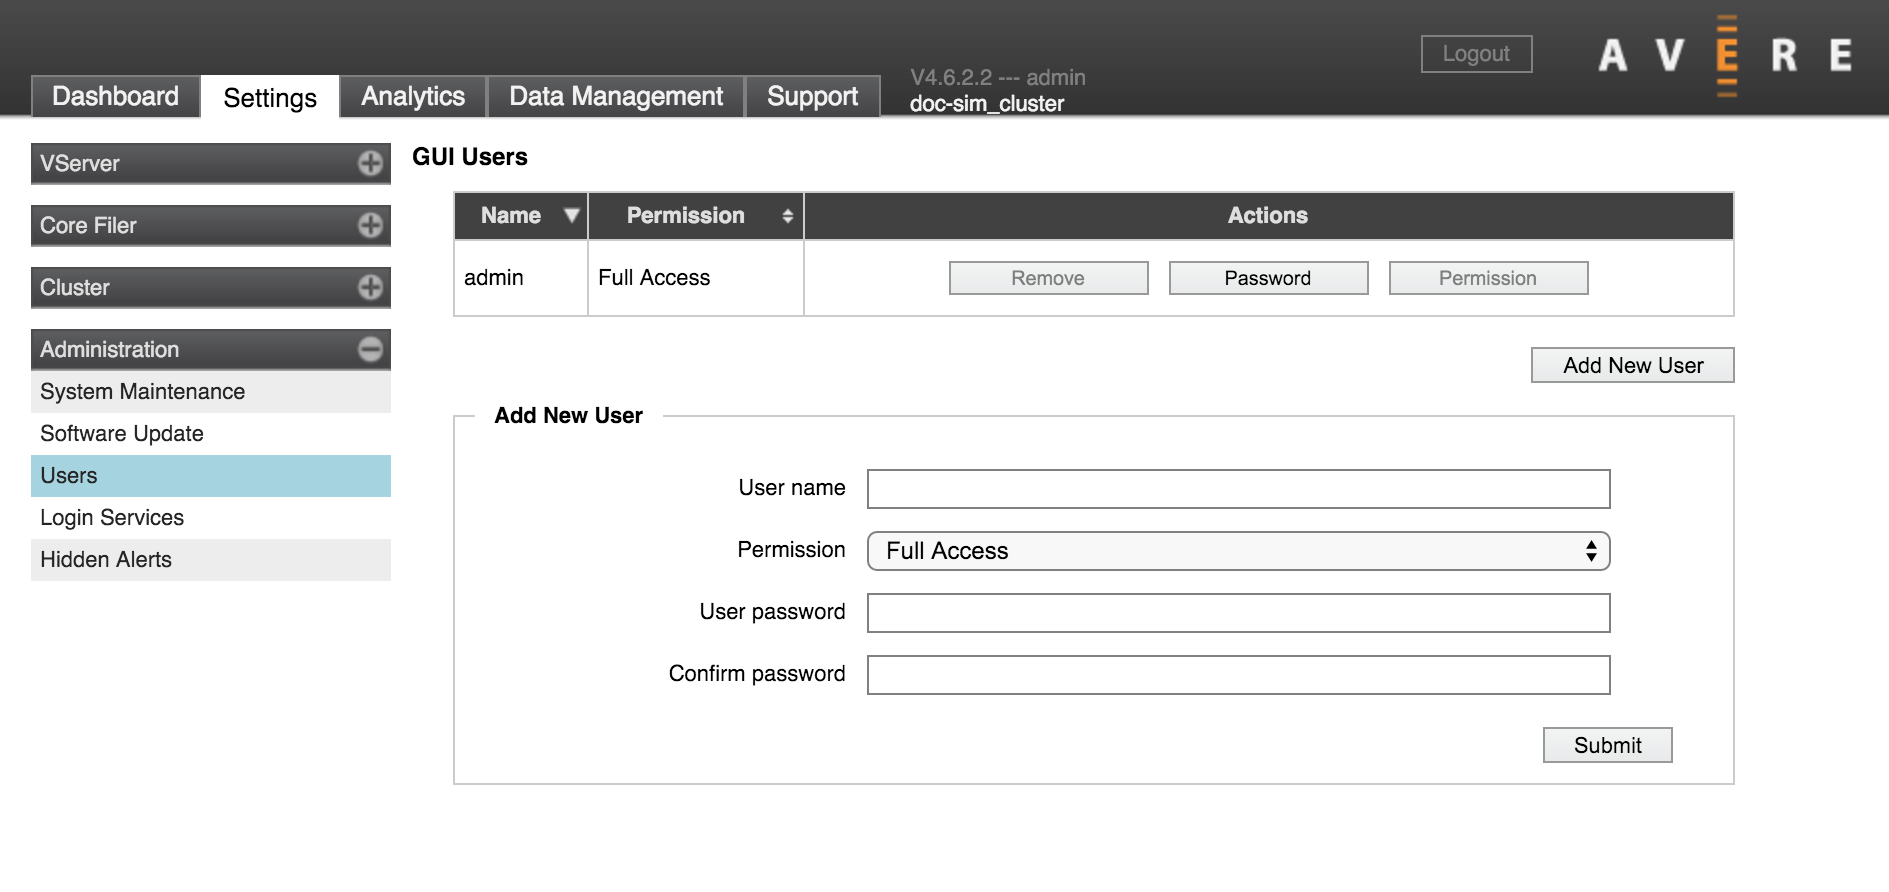 Logout
AVERE
V4.6.2.2 --- admin
Dashboard Settings Analytics Data Management Support doc-sim_cluster
VServer
Core Filer
Cluster
Administration
System Maintenance
Software Update
Users
Login Services
Hidden Alerts
GUI Users
Name Permission Actions
admin Full Access Remove Password Permission
Add New User
Add New User
User name
Permission Full Access
User password
Confirm password
Submit